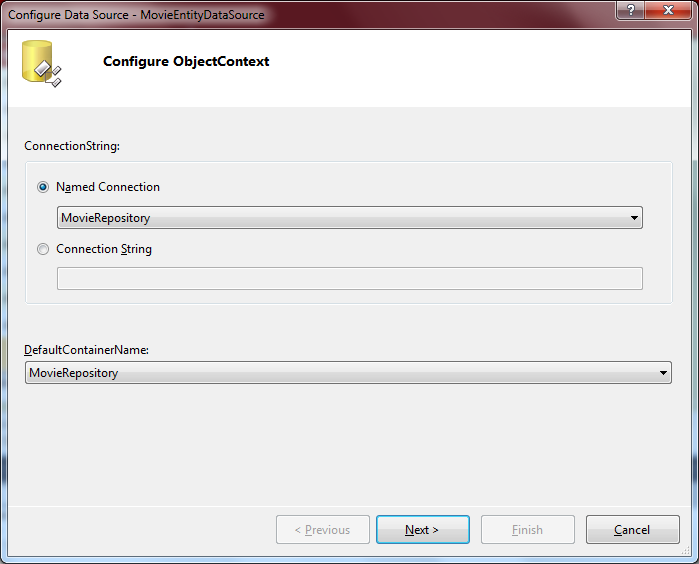 Configure Data Source - MovieEntityDataSource
?
Configure ObjectContext
ConnectionString:
Named Connection
MovieRepository
Connection String
DefaultContainerName:
MovieRepository
< Previous
Next >
Finish
Cancel